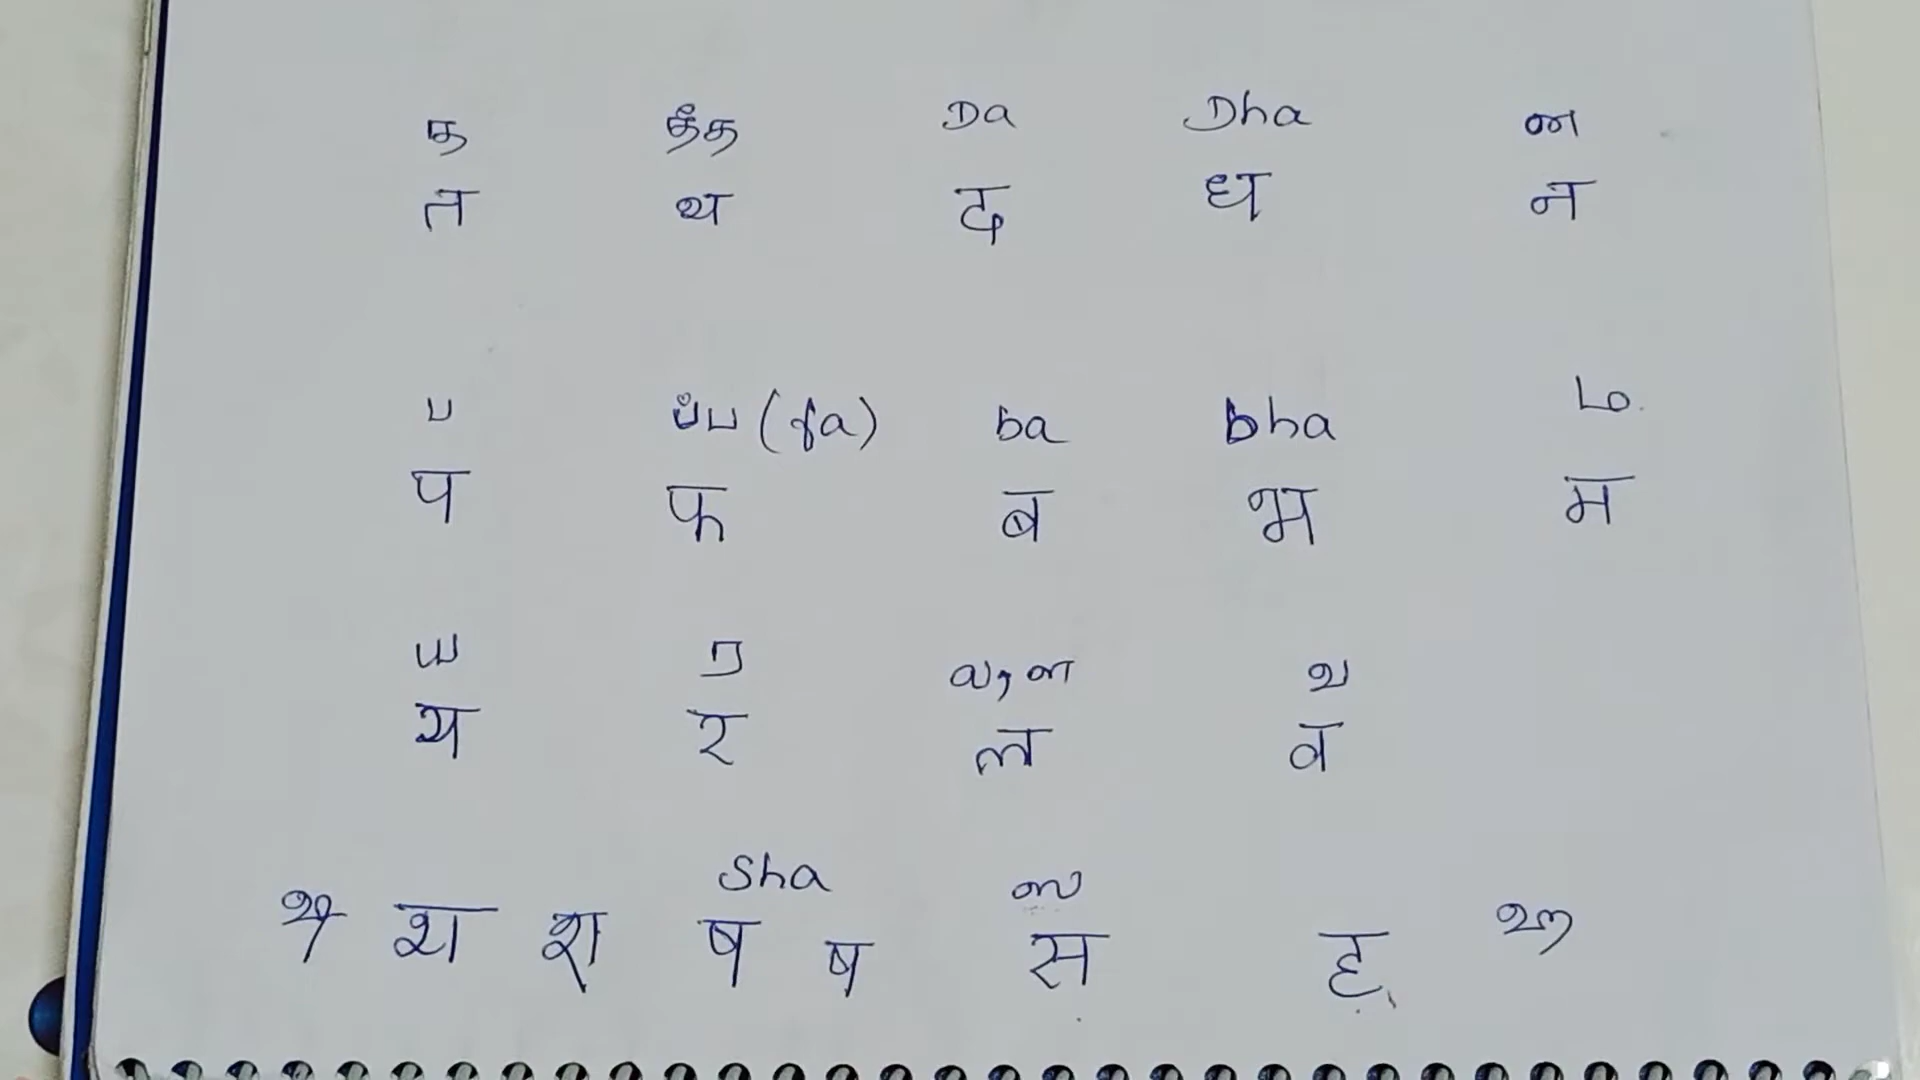 த த்த Da Dha ன
त थ द ध न
ப ப்ப (fa) ba bha ம
प फ ब भ म
ய ர ல, ள வ
य र ल व
Sha ஸ
श श ष ष स ह ஹ